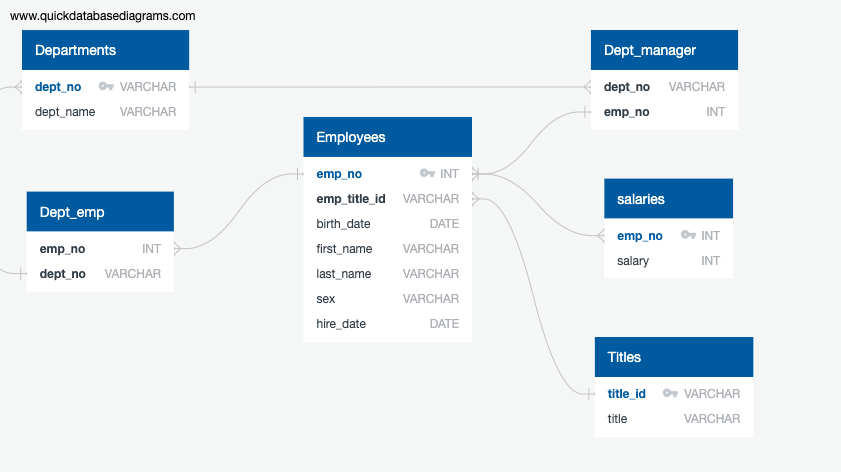 www.quickdatabasediagrams.com
Departments
dept_no VARCHAR
dept_name VARCHAR
Dept_emp
emp_no INT
dept_no VARCHAR
Employees
emp_no INT
emp_title_id VARCHAR
birth_date DATE
first_name VARCHAR
last_name VARCHAR
sex VARCHAR
hire_date DATE
Dept_manager
dept_no VARCHAR
emp_no INT
salaries
emp_no INT
salary INT
Titles
title_id VARCHAR
title VARCHAR